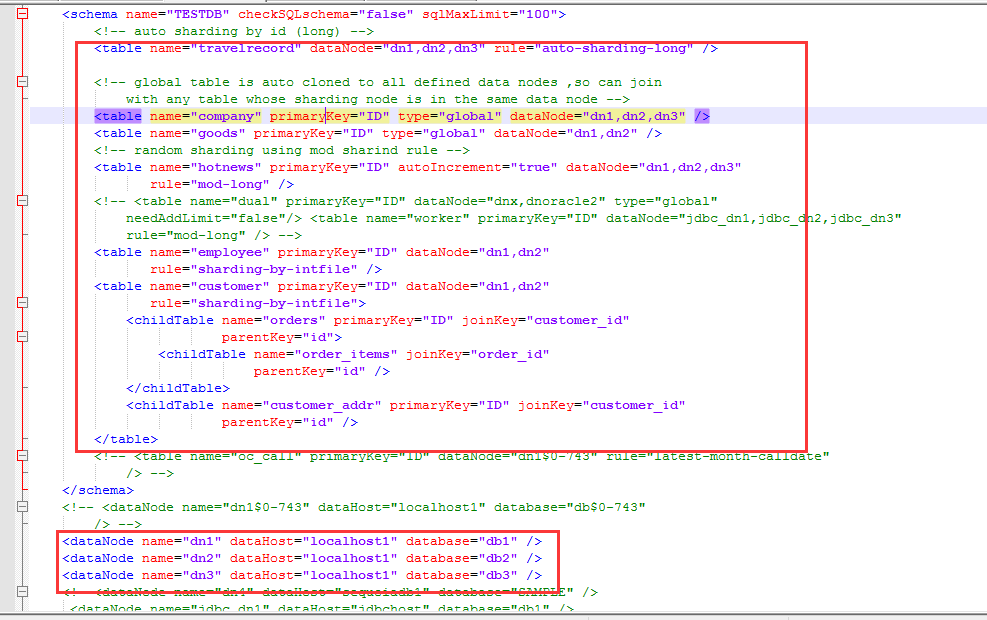 <schema name="TESTDB" checkSQLschema="false" sqlMaxLimit="100">
<!-- auto sharding by id (long) -->
<table name="travelrecord" dataNode="dn1,dn2,dn3" rule="auto-sharding-long" />
<!-- global table is auto cloned to all defined data nodes ,so can join
with any table whose sharding node is in the same data node -->
<table name="company" primaryKey="ID" type="global" dataNode="dn1,dn2,dn3" />
<table name="goods" primaryKey="ID" type="global" dataNode="dn1,dn2" />
<!-- random sharding using mod sharind rule -->
<table name="hotnews" primaryKey="ID" autoIncrement="true" dataNode="dn1,dn2,dn3"
rule="mod-long" />
<!-- <table name="dual" primaryKey="ID" dataNode="dnx,dnoracle2" type="global"
needAddLimit="false"/> <table name="worker" primaryKey="ID" dataNode="jdbc_dn1,jdbc_dn2,jdbc_dn3"
rule="mod-long" /> -->
<table name="employee" primaryKey="ID" dataNode="dn1,dn2"
rule="sharding-by-intfile" />
<table name="customer" primaryKey="ID" dataNode="dn1,dn2"
rule="sharding-by-intfile">
<childTable name="orders" primaryKey="ID" joinKey="customer_id"
parentKey="id">
<childTable name="order_items" joinKey="order_id"
parentKey="id" />
</childTable>
<childTable name="customer_addr" primaryKey="ID" joinKey="customer_id"
parentKey="id" />
</table>
<!-- <table name="oc_call" primaryKey="ID" dataNode="dn1$0-743" rule="latest-month-calldate"
/> -->
</schema>
<!-- <dataNode name="dn1$0-743" dataHost="localhost1" database="db$0-743"
/> -->
<dataNode name="dn1" dataHost="localhost1" database="db1" />
<dataNode name="dn2" dataHost="localhost1" database="db2" />
<dataNode name="dn3" dataHost="localhost1" database="db3" />
<!-- <dataNode name="dn4" dataHost="sequoiadb1" database="SAMPLE" />
<dataNode name="jdbc_dn1" dataHost="jdbchost" database="db1" />